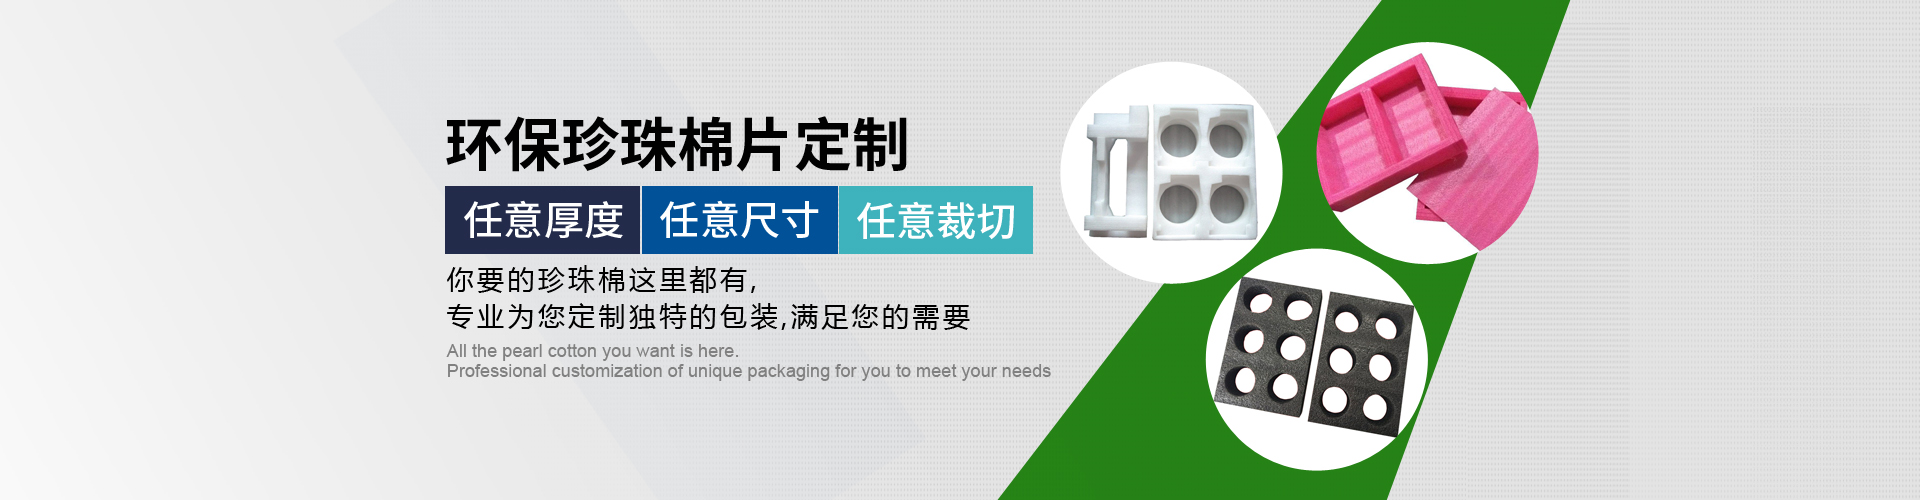 环保珍珠棉片定制
任意厚度 任意尺寸 任意裁切
你要的珍珠棉这里都有,
专业为您定制独特的包装,满足您的需要
All the pearl cotton you want is here.
Professional customization of unique packaging for you to meet your needs